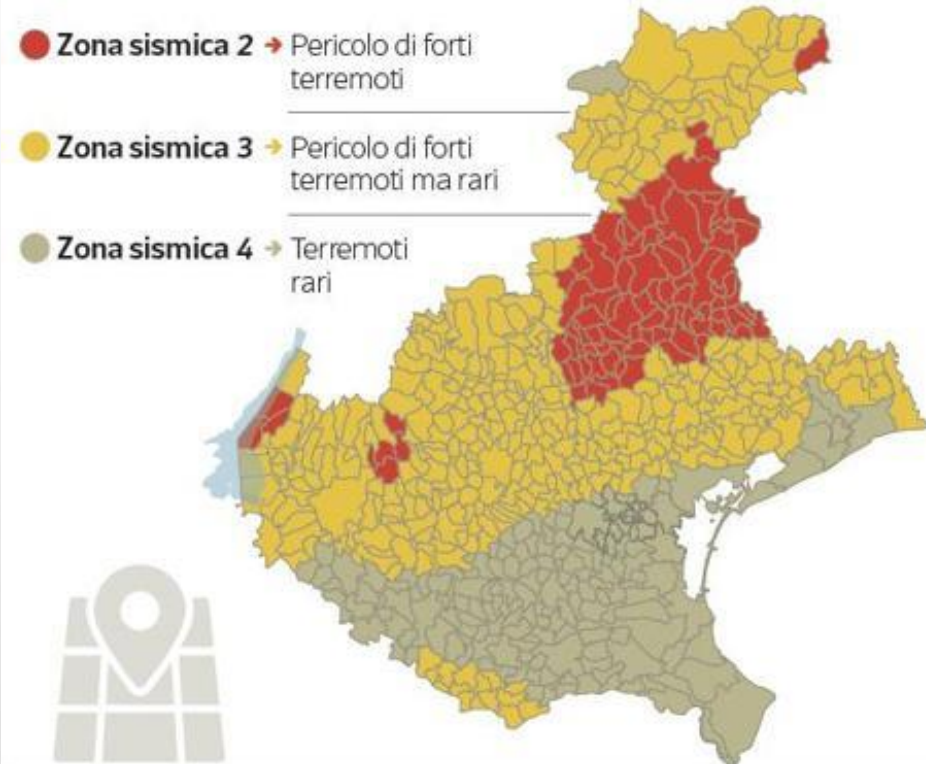 Zona sismica 2 → Pericolo di forti
terremoti
Zona sismica 3 → Pericolo di forti
terremoti ma rari
Zona sismica 4 → Terremoti
rari